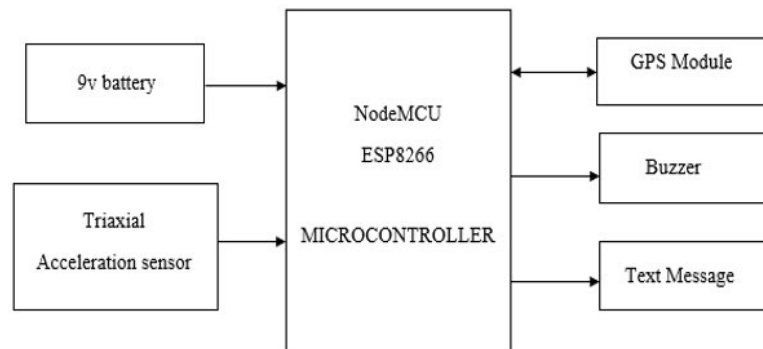 9v battery
Triaxial
Acceleration sensor
NodeMCU
ESP8266
MICROCONTROLLER
GPS Module
Buzzer
Text Message